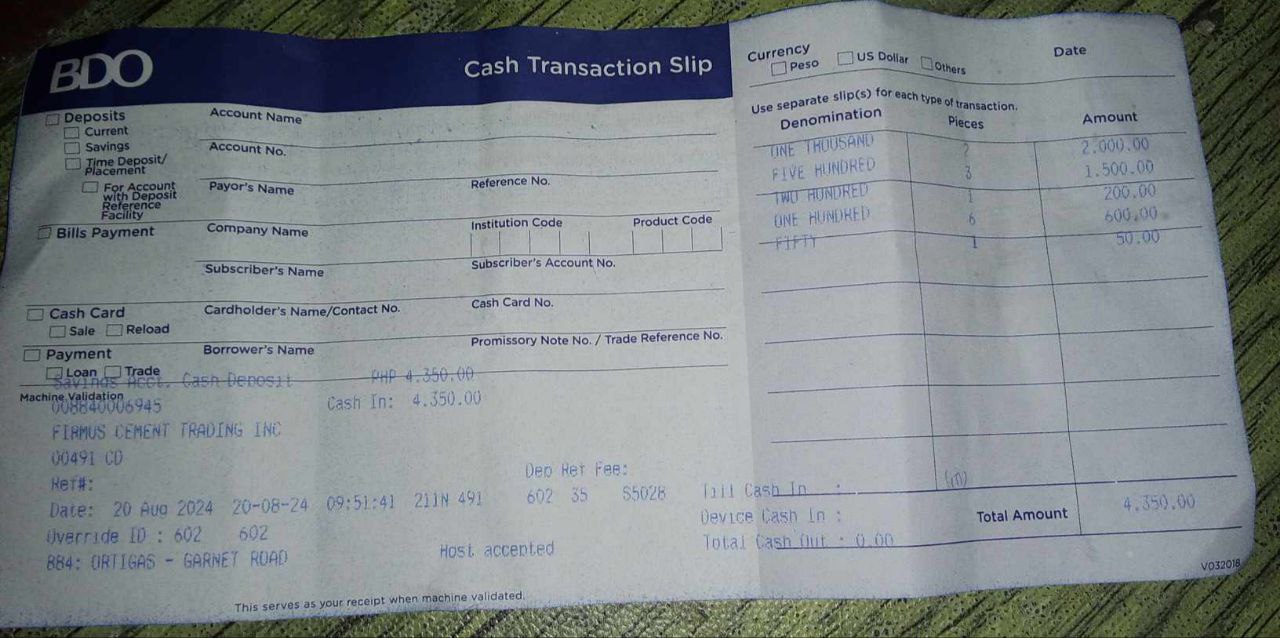 BDO
Cash Transaction Slip
Deposits
Current
Savings
Time Deposit/
Placement
For Account
with Deposit
Reference
Facility
Bills Payment
Cash Card
Sale Reload
Payment
Loan Trade
Account Name
Account No.
Payor's Name Reference No.
Company Name Institution Code Product Code
Subscriber's Name Subscriber's Account No.
Cardholder's Name/Contact No. Cash Card No.
Borrower's Name Promissory Note No. / Trade Reference No.
Machine Validation
Savings Acct. Cash Deposit PHP 4,350.00
008840006945 Cash In: 4,350.00
FIRMUS CEMENT TRADING INC
00491 CD
Dep Ref Fee:
Ref#:
Date: 20 Aug 2024 20-08-24 09:51:41 211N 491 602 35 S5028
Override ID : 602 602
884: ORTIGAS - GARNET ROAD Host accepted
This serves as your receipt when machine validated.
Currency Peso US Dollar Others Date
Use separate slip(s) for each type of transaction.
Denomination Pieces Amount
ONE THOUSAND 2 2,000.00
FIVE HUNDRED 3 1,500.00
TWO HUNDRED 1 200.00
ONE HUNDRED 6 600.00
FIFTY 1 50.00
Till Cash In :
Device Cash In :
Total Cash Out : 0.00
Total Amount 4,350.00
V032018